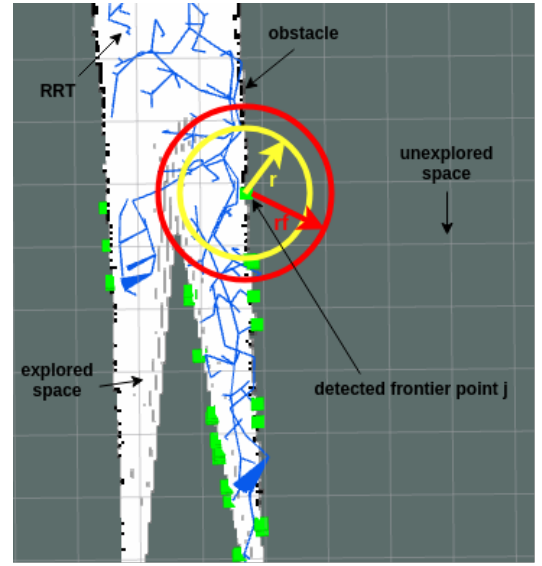 obstacle
RRT
unexplored
space
r
rf
explored
space
detected frontier point j